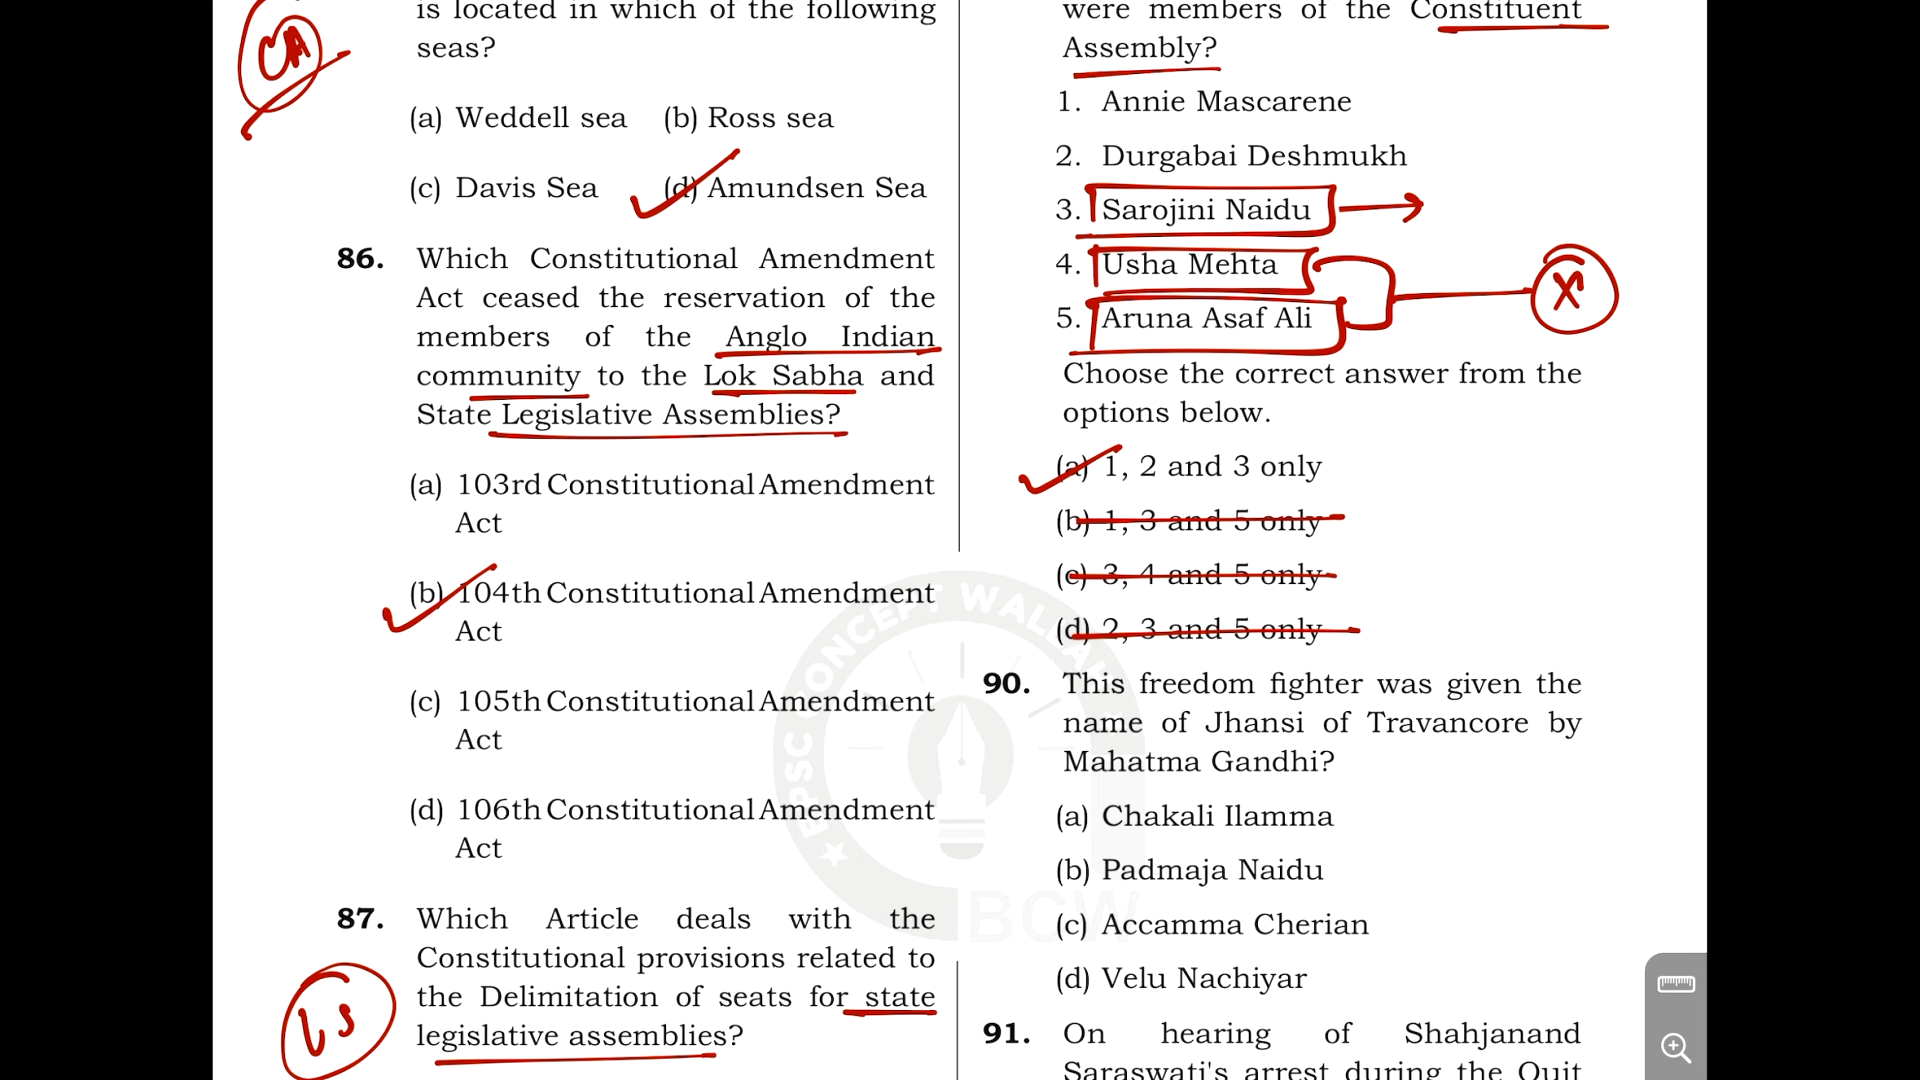 is located in which of the following
seas?
CA
(a) Weddell sea (b) Ross sea
(c) Davis Sea (d) Amundsen Sea
86. Which Constitutional Amendment
Act ceased the reservation of the
members of the Anglo Indian
community to the Lok Sabha and
State Legislative Assemblies?
(a) 103rd Constitutional Amendment
Act
(b) 104th Constitutional Amendment
Act
(c) 105th Constitutional Amendment
Act
(d) 106th Constitutional Amendment
Act
87. Which Article deals with the
Constitutional provisions related to
the Delimitation of seats for state
legislative assemblies?
LS
were members of the Constituent
Assembly?
1. Annie Mascarene
2. Durgabai Deshmukh
3. Sarojini Naidu
4. Usha Mehta
5. Aruna Asaf Ali
X
Choose the correct answer from the
options below.
(a) 1, 2 and 3 only
(b) 1, 3 and 5 only
(c) 3, 4 and 5 only
(d) 2, 3 and 5 only
90. This freedom fighter was given the
name of Jhansi of Travancore by
Mahatma Gandhi?
(a) Chakali Ilamma
(b) Padmaja Naidu
(c) Accamma Cherian
(d) Velu Nachiyar
91. On hearing of Shahjanand
Saraswati's arrest during the Quit
BCW